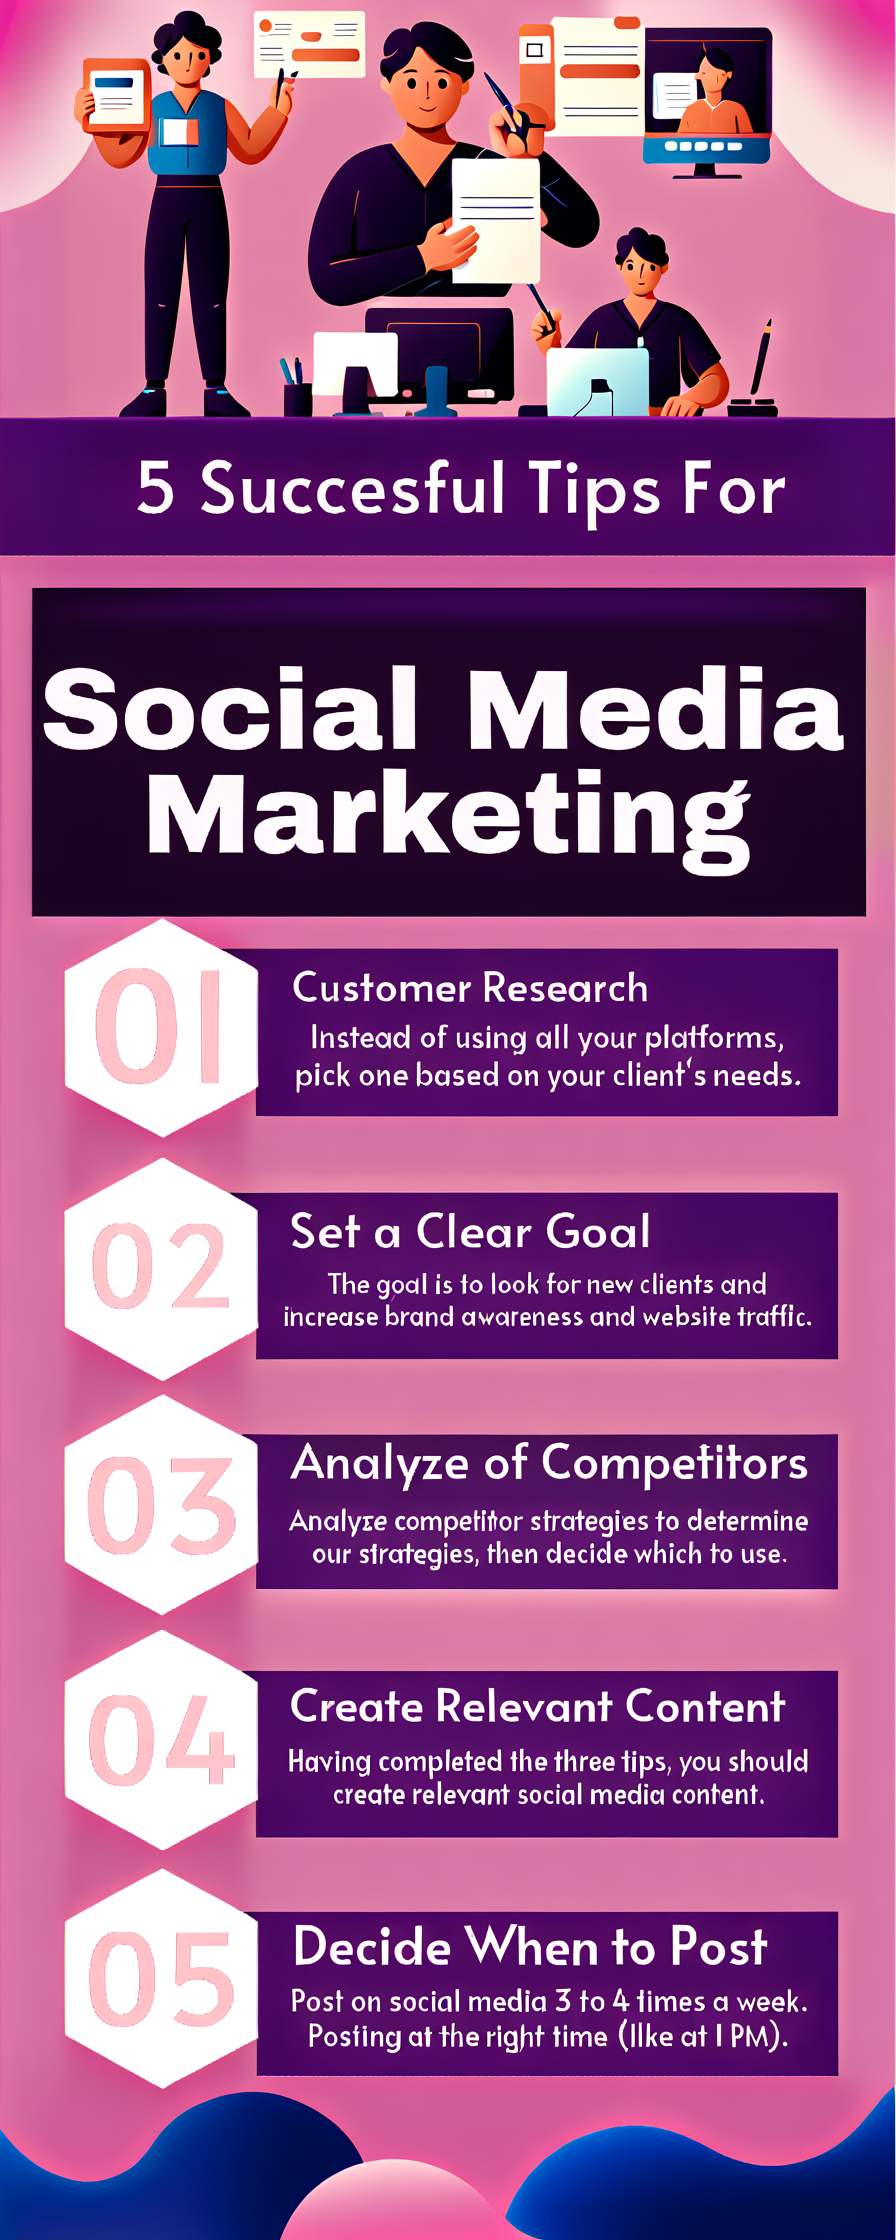 5 Succesful Tips For
Social Media
Marketing
01
Customer Research
Instead of using all your platforms,
pick one based on your client's needs.
02
Set a Clear Goal
The goal is to look for new clients and
increase brand awareness and website traffic.
03
Analyze of Competitors
Analyze competitor strategies to determine
our strategies, then decide which to use.
04
Create Relevant Content
Having completed the three tips, you should
create relevant social media content.
05
Decide When to Post
Post on social media 3 to 4 times a week.
Posting at the right time (lIke at 1 PM).